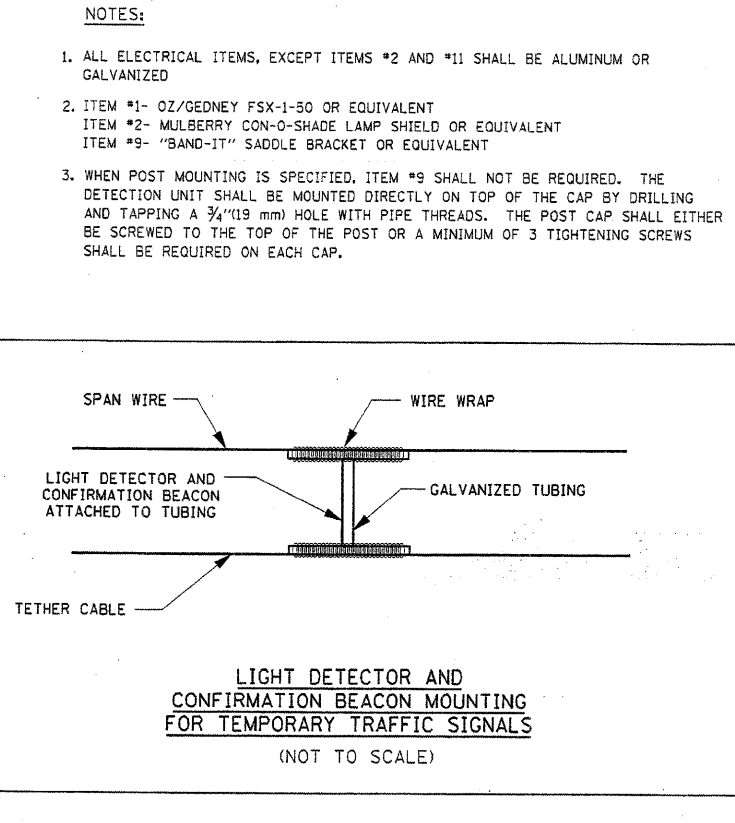 NOTES:
1. ALL ELECTRICAL ITEMS, EXCEPT ITEMS #2 AND #11 SHALL BE ALUMINUM OR
GALVANIZED
2. ITEM #1- OZ/GEDNEY FSX-1-50 OR EQUIVALENT
ITEM #2- MULBERRY CON-O-SHADE LAMP SHIELD OR EQUIVALENT
ITEM #9- "BAND-IT" SADDLE BRACKET OR EQUIVALENT
3. WHEN POST MOUNTING IS SPECIFIED, ITEM #9 SHALL NOT BE REQUIRED. THE
DETECTION UNIT SHALL BE MOUNTED DIRECTLY ON TOP OF THE CAP BY DRILLING
AND TAPPING A ¾"(19 mm) HOLE WITH PIPE THREADS. THE POST CAP SHALL EITHER
BE SCREWED TO THE TOP OF THE POST OR A MINIMUM OF 3 TIGHTENING SCREWS
SHALL BE REQUIRED ON EACH CAP.
SPAN WIRE
WIRE WRAP
LIGHT DETECTOR AND
CONFIRMATION BEACON
ATTACHED TO TUBING
GALVANIZED TUBING
TETHER CABLE
LIGHT DETECTOR AND
CONFIRMATION BEACON MOUNTING
FOR TEMPORARY TRAFFIC SIGNALS
(NOT TO SCALE)